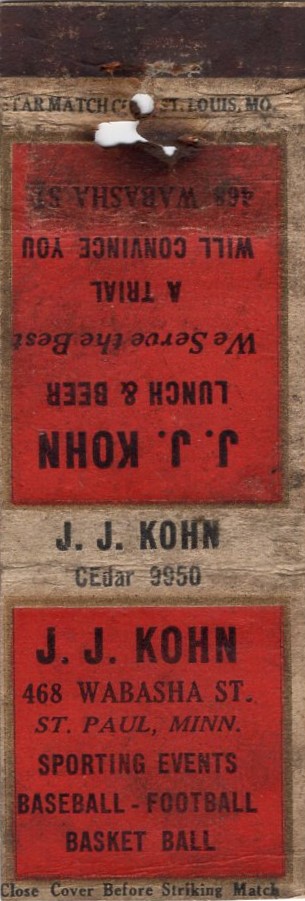 STAR MATCH CO. ST. LOUIS, MO.
J. J. KOHN
LUNCH & BEER
We Serve the Best
A TRIAL
WILL CONVINCE YOU
468 WABASHA ST.
J. J. KOHN
CEdar 9950
J. J. KOHN
468 WABASHA ST.
ST. PAUL, MINN.
SPORTING EVENTS
BASEBALL - FOOTBALL
BASKET BALL
Close Cover Before Striking Match